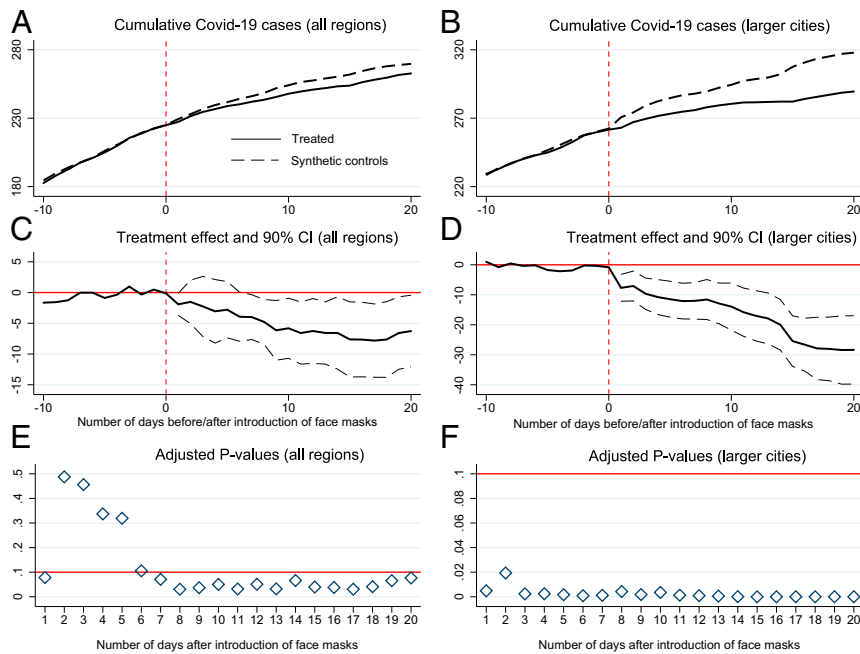 A
Cumulative Covid-19 cases (all regions)
280
230
180
Treated
Synthetic controls
-10
0
10
20
B
Cumulative Covid-19 cases (larger cities)
320
270
220
-10
0
10
20
C
Treatment effect and 90% CI (all regions)
5
0
-5
-10
-15
-10
0
10
20
Number of days before/after introduction of face masks
D
Treatment effect and 90% CI (larger cities)
0
-10
-20
-30
-40
-10
0
10
20
Number of days before/after introduction of face masks
E
Adjusted P-values (all regions)
.5
.4
.3
.2
.1
0
1 2 3 4 5 6 7 8 9 10 11 12 13 14 15 16 17 18 19 20
Number of days after introduction of face masks
F
Adjusted P-values (larger cities)
.1
.08
.06
.04
.02
0
1 2 3 4 5 6 7 8 9 10 11 12 13 14 15 16 17 18 19 20
Number of days after introduction of face masks